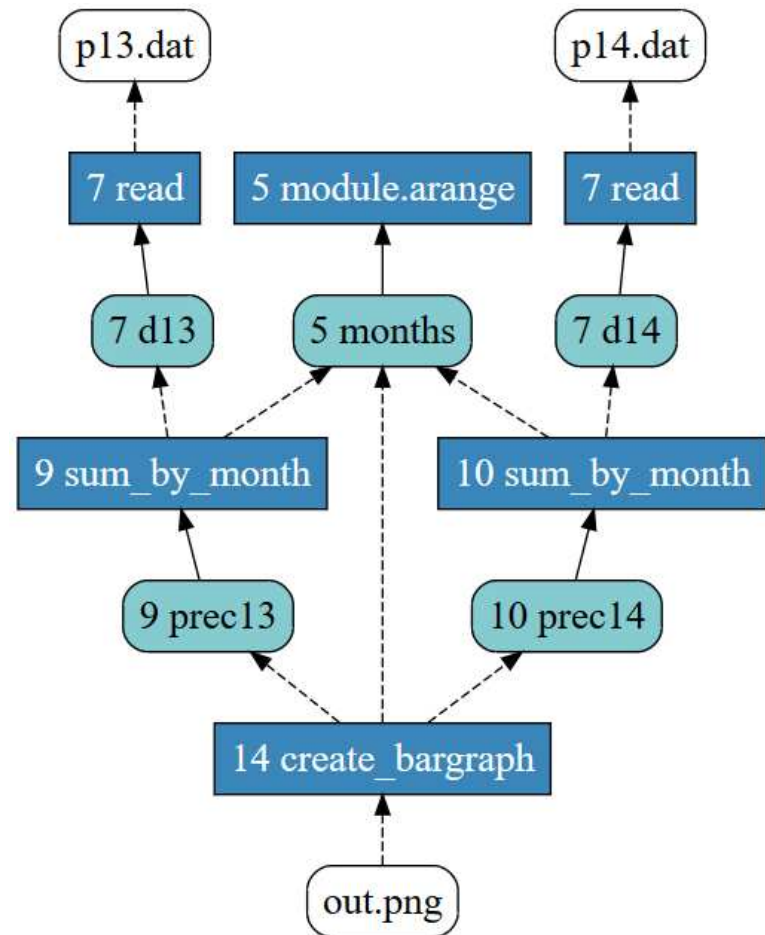 p13.dat
p14.dat
7 read
5 module.arange
7 read
7 d13
5 months
7 d14
9 sum_by_month
10 sum_by_month
9 prec13
10 prec14
14 create_bargraph
out.png